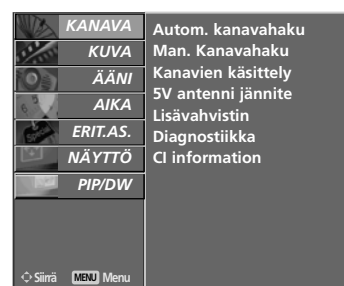 KANAVA
KUVA
ÄÄNI
AIKA
ERIT.AS.
NÄYTTÖ
PIP/DW
Autom. kanavahaku
Man. Kanavahaku
Kanavien käsittely
5V antenni jännite
Lisävahvistin
Diagnostiikka
CI information
Siirrä MENU Menu